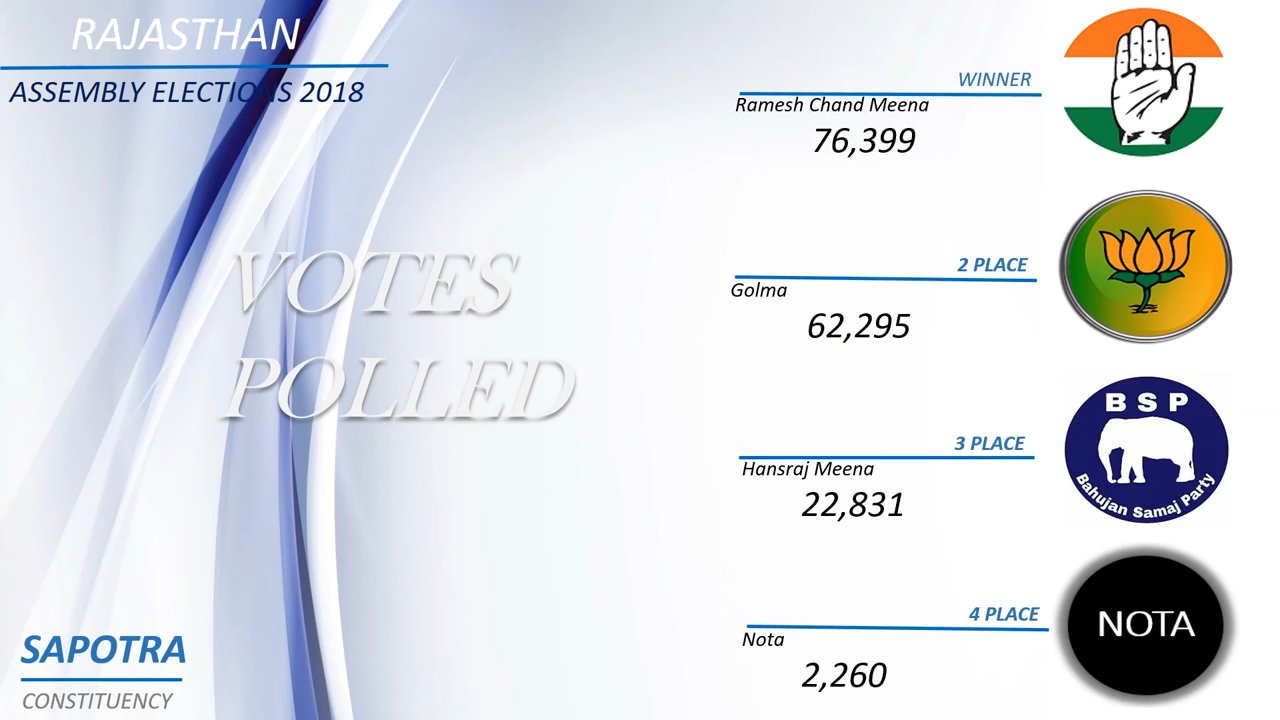 RAJASTHAN
ASSEMBLY ELECTIONS 2018
VOTES
POLLED
SAPOTRA
CONSTITUENCY
WINNER
Ramesh Chand Meena
76,399
2 PLACE
Golma
62,295
3 PLACE
Hansraj Meena
22,831
BSP
Bahujan Samaj Party
4 PLACE
Nota
2,260
NOTA